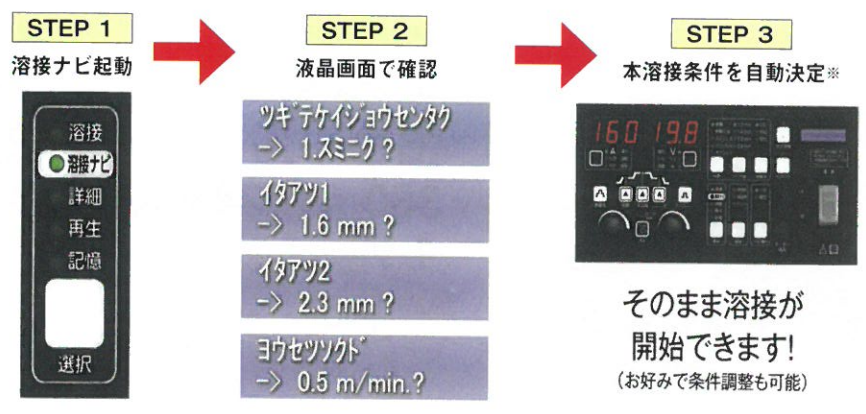 STEP 1
溶接ナビ起動
溶接
溶接ナビ
詳細
再生
記憶
選択
STEP 2
液晶画面で確認
ツギテケイジョウセンタク
-> 1.スミニク ?
イタアツ1
-> 1.6 mm ?
イタアツ2
-> 2.3 mm ?
ヨウセツソクド
-> 0.5 m/min.?
STEP 3
本溶接条件を自動決定※
160 19.8
A V
そのまま溶接が
開始できます!
(お好みで条件調整も可能)